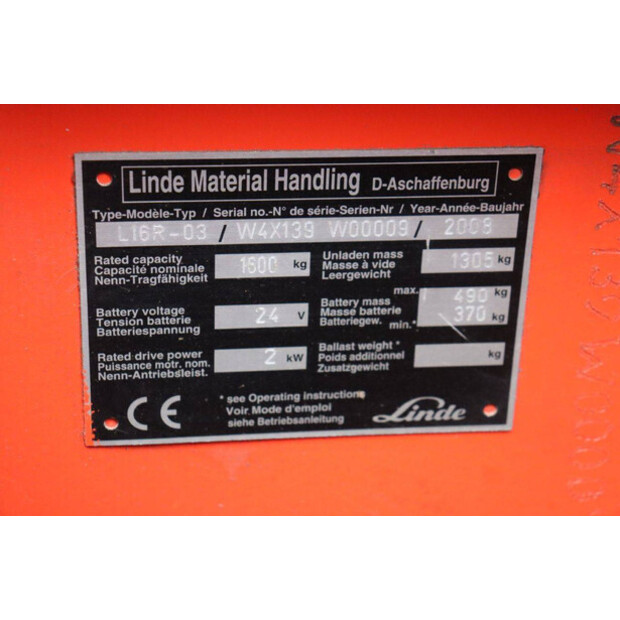 Linde Material Handling D-Aschaffenburg
Type-Modèle-Typ / Serial no.-N° de série-Serien-Nr / Year-Année-Baujahr
L16R-03 / W4X139 W00009 / 2008
Rated capacity
Capacité nominale
Nenn-Tragfähigkeit
1600 kg
Unladen mass
Masse à vide
Leergewicht
1305 kg
Battery voltage
Tension batterie
Batteriespannung
24 V
Battery mass
Masse batterie
Batteriegew.
max. 490 kg
min.* 370 kg
Rated drive power
Puissance motr. nom.
Nenn-Antriebsleist.
2 kW
Ballast weight *
Poids additionnel
Zusatzgewicht
kg
CE
* see Operating instructions
Voir Mode d'emploi
siehe Betriebsanleitung
Linde